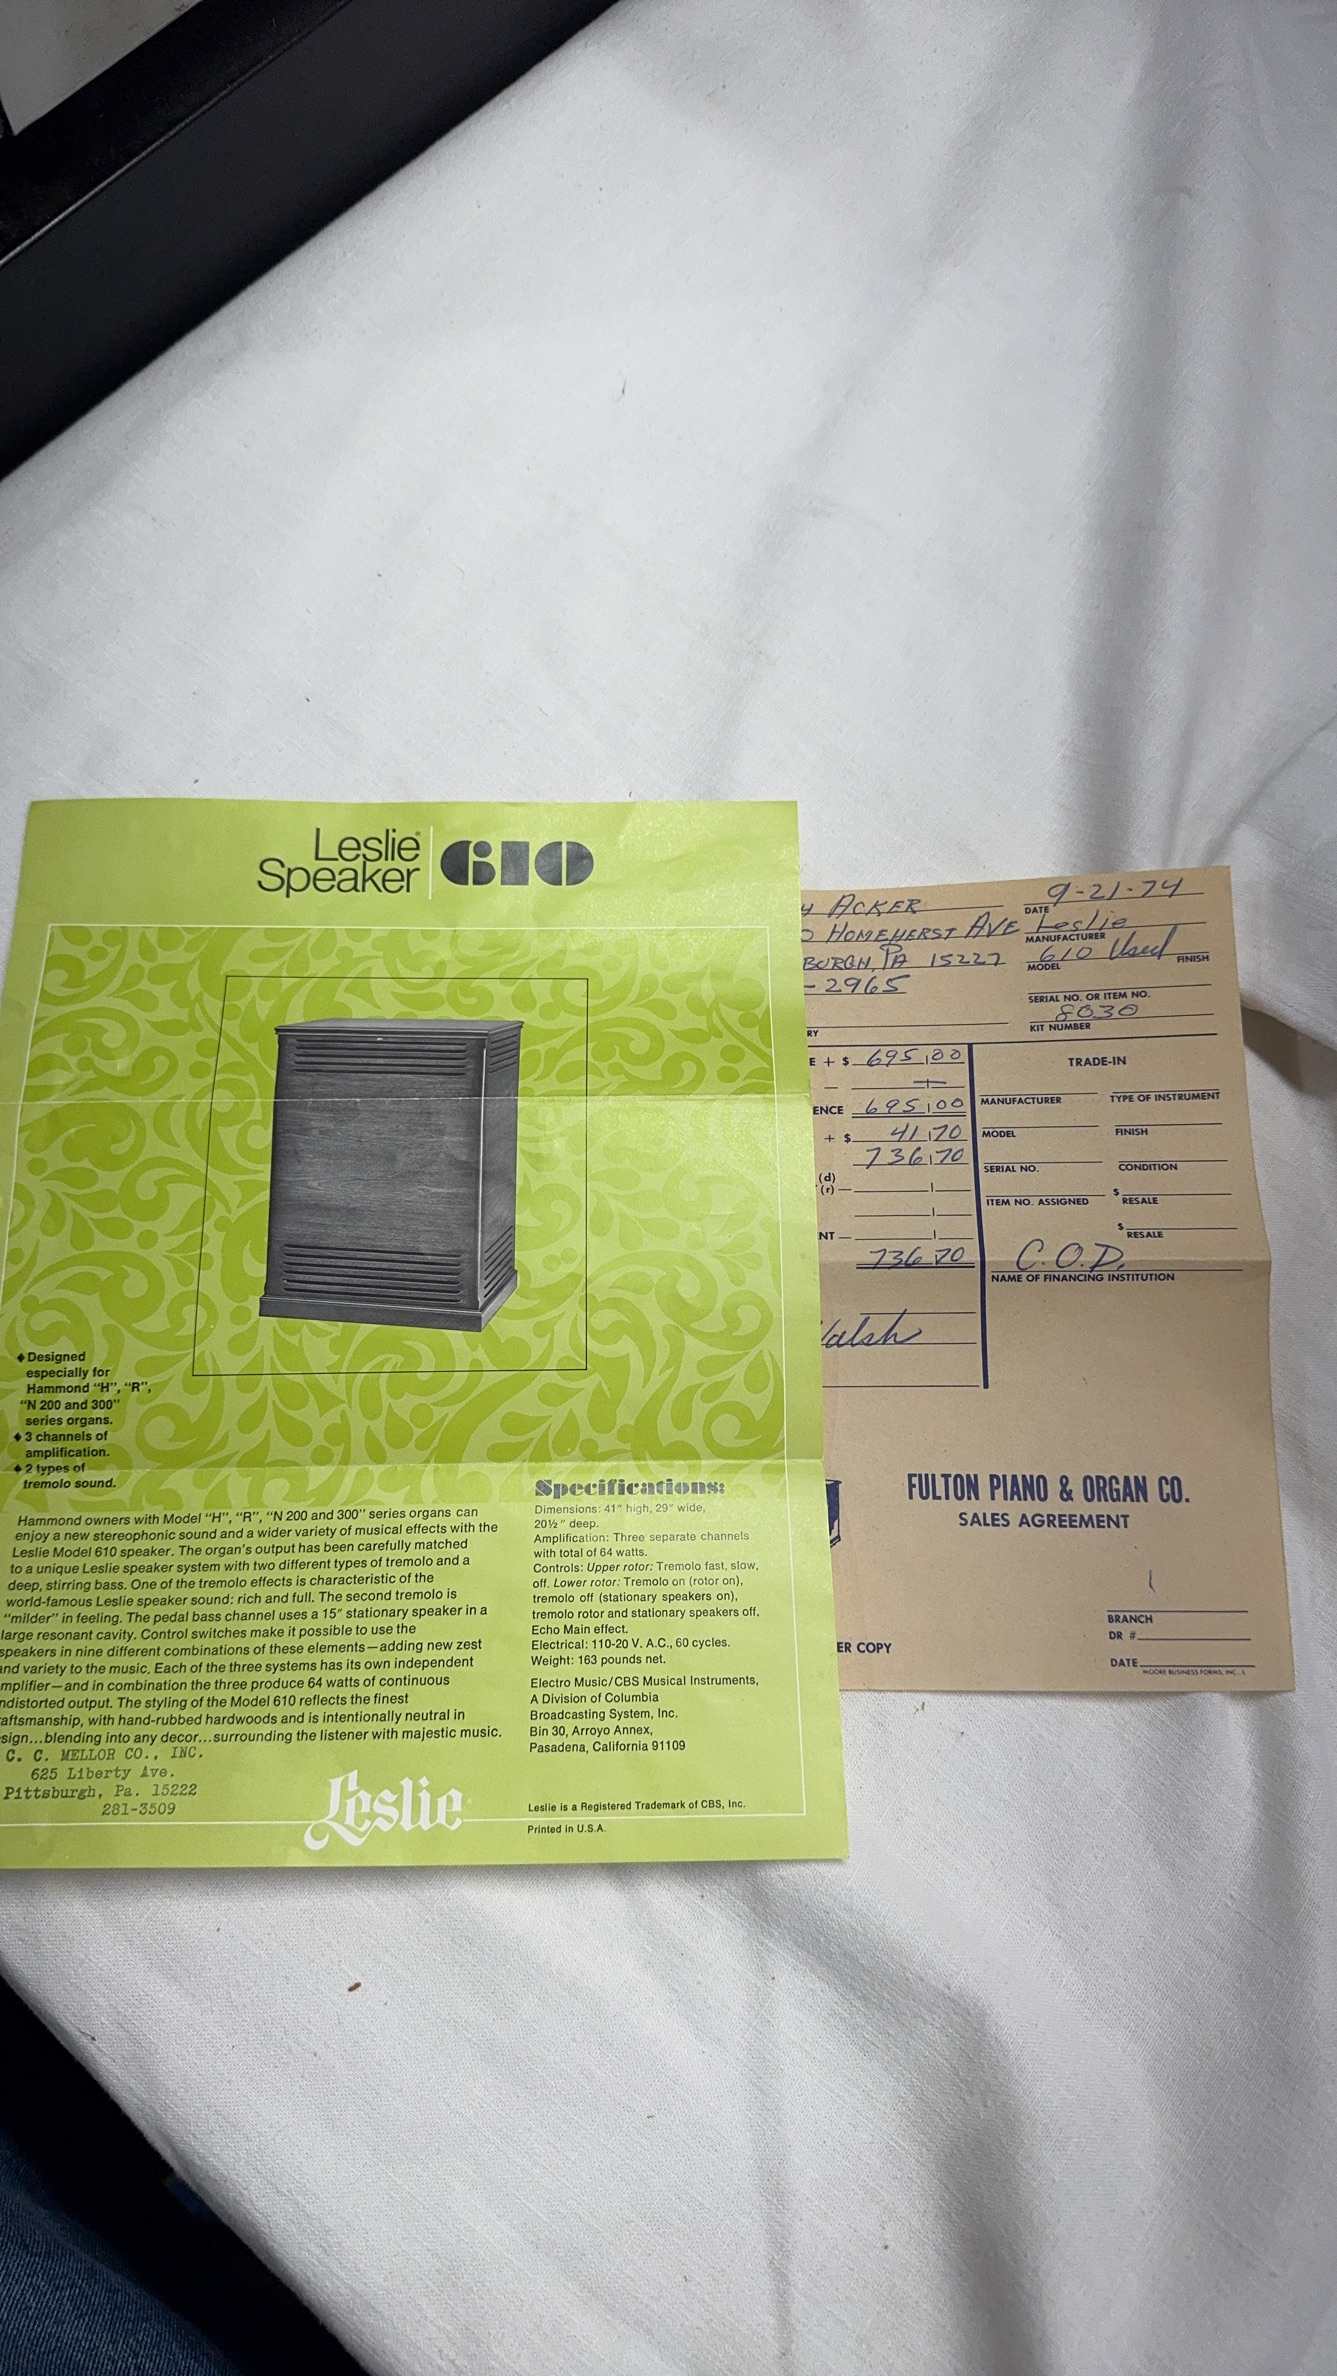 Leslie®
Speaker
610
◆ Designed
especially for
Hammond "H", "R",
"N 200 and 300"
series organs.
◆ 3 channels of
amplification.
◆ 2 types of
tremolo sound.
Hammond owners with Model "H", "R", "N 200 and 300" series organs can
enjoy a new stereophonic sound and a wider variety of musical effects with the
Leslie Model 610 speaker. The organ's output has been carefully matched
to a unique Leslie speaker system with two different types of tremolo and a
deep, stirring bass. One of the tremolo effects is characteristic of the
world-famous Leslie speaker sound: rich and full. The second tremolo is
"milder" in feeling. The pedal bass channel uses a 15" stationary speaker in a
large resonant cavity. Control switches make it possible to use the
speakers in nine different combinations of these elements—adding new zest
nd variety to the music. Each of the three systems has its own independent
mplifier—and in combination the three produce 64 watts of continuous
ndistorted output. The styling of the Model 610 reflects the finest
aftsmanship, with hand-rubbed hardwoods and is intentionally neutral in
sign...blending into any decor...surrounding the listener with majestic music.
C. C. MELLOR CO., INC.
625 Liberty Ave.
Pittsburgh, Pa. 15222
281-3509
Leslie
Specifications:
Dimensions: 41" high, 29" wide,
20½" deep.
Amplification: Three separate channels
with total of 64 watts.
Controls: Upper rotor: Tremolo fast, slow,
off. Lower rotor: Tremolo on (rotor on),
tremolo off (stationary speakers on),
tremolo rotor and stationary speakers off.
Echo Main effect.
Electrical: 110-20 V. A.C., 60 cycles.
Weight: 163 pounds net.
Electro Music/CBS Musical Instruments,
A Division of Columbia
Broadcasting System, Inc.
Bin 30, Arroyo Annex,
Pasadena, California 91109
Leslie is a Registered Trademark of CBS, Inc.
Printed in U.S.A.
ACKER
HOMEHERST AVE
BURGH, PA 15227
-2965
RY
9-21-74
DATE
Leslie
MANUFACTURER
610 Used
MODEL FINISH
SERIAL NO. OR ITEM NO.
8030
KIT NUMBER
E + $ 695.00
—
ENCE 695.00
+ $ 41.70
736.70
(d)
(r) —
NT —
736.70
Walsh
TRADE-IN
MANUFACTURER TYPE OF INSTRUMENT
MODEL FINISH
SERIAL NO. CONDITION
ITEM NO. ASSIGNED $ RESALE
$ RESALE
C.O.D.
NAME OF FINANCING INSTITUTION
FULTON PIANO & ORGAN CO.
SALES AGREEMENT
ER COPY
BRANCH
DR #
DATE
MOORE BUSINESS FORMS, INC., L